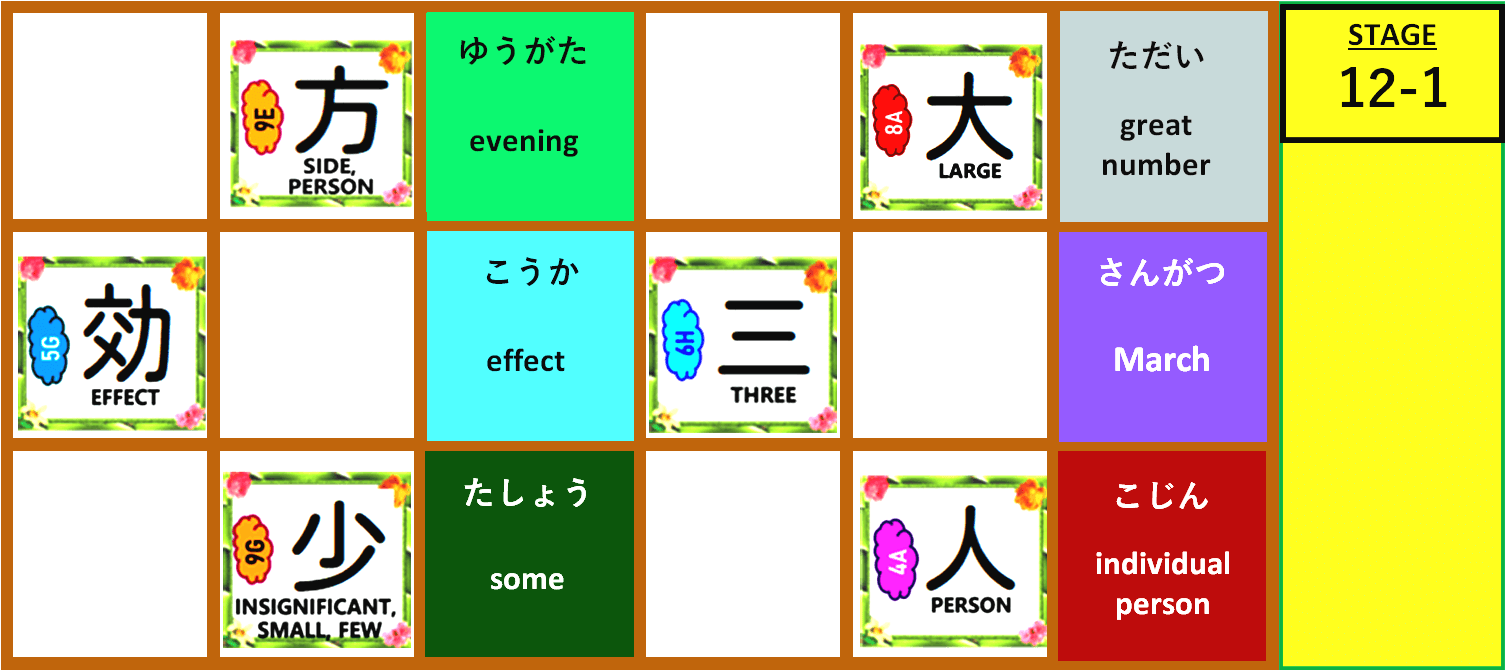 9E
方
SIDE,
PERSON
ゆうがた
evening
8A
大
LARGE
ただい
great
number
STAGE
12-1
5G
効
EFFECT
こうか
effect
6H
三
THREE
さんがつ
March
9G
少
INSIGNIFICANT,
SMALL, FEW
たしょう
some
4A
人
PERSON
こじん
individual
person